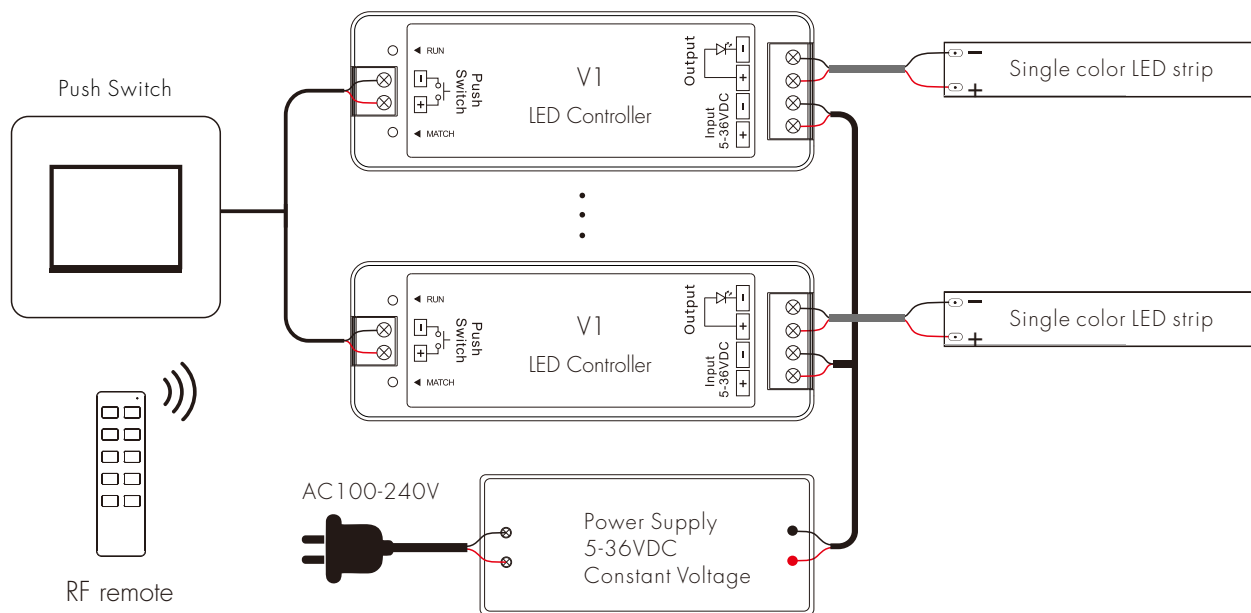 Push Switch
RUN
- 
+
Push
Switch
MATCH
V1
LED Controller
Output
-
+
Input
5-36VDC
-
+
−
+
Single color LED strip
RUN
-
+
Push
Switch
MATCH
V1
LED Controller
Output
-
+
Input
5-36VDC
-
+
−
+
Single color LED strip
RF remote
AC100-240V
Power Supply
5-36VDC
Constant Voltage